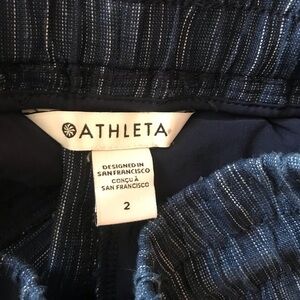 ATHLETA
DESIGNED IN
SAN FRANCISCO
CONÇU À
SAN FRANCISCO
2